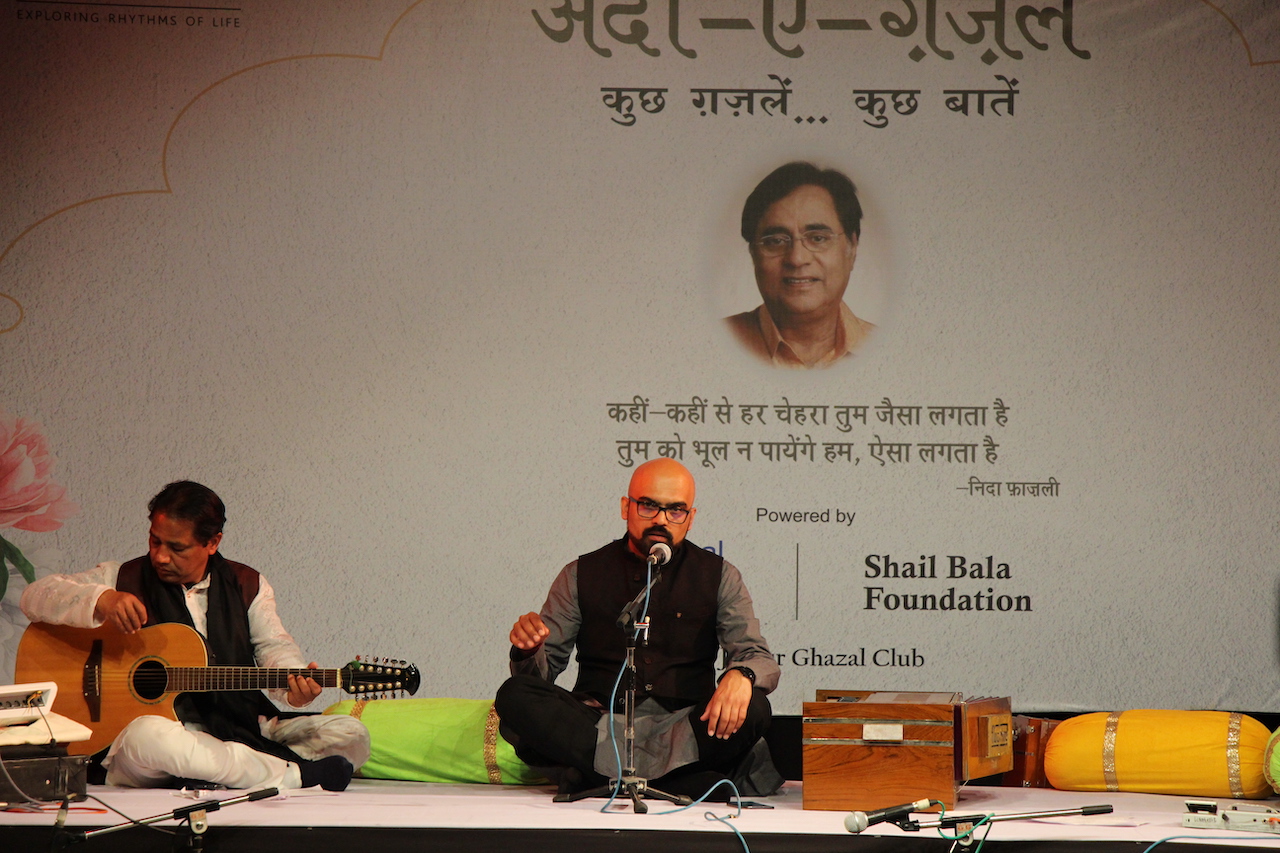 EXPLORING RHYTHMS OF LIFE
अदा-ए-ग़ज़ल
कुछ ग़ज़लें... कुछ बातें
कहीं-कहीं से हर चेहरा तुम जैसा लगता है
तुम को भूल न पायेंगे हम, ऐसा लगता है
-निदा फ़ाज़ली
Powered by
Shail Bala
Foundation
Ghazal Club